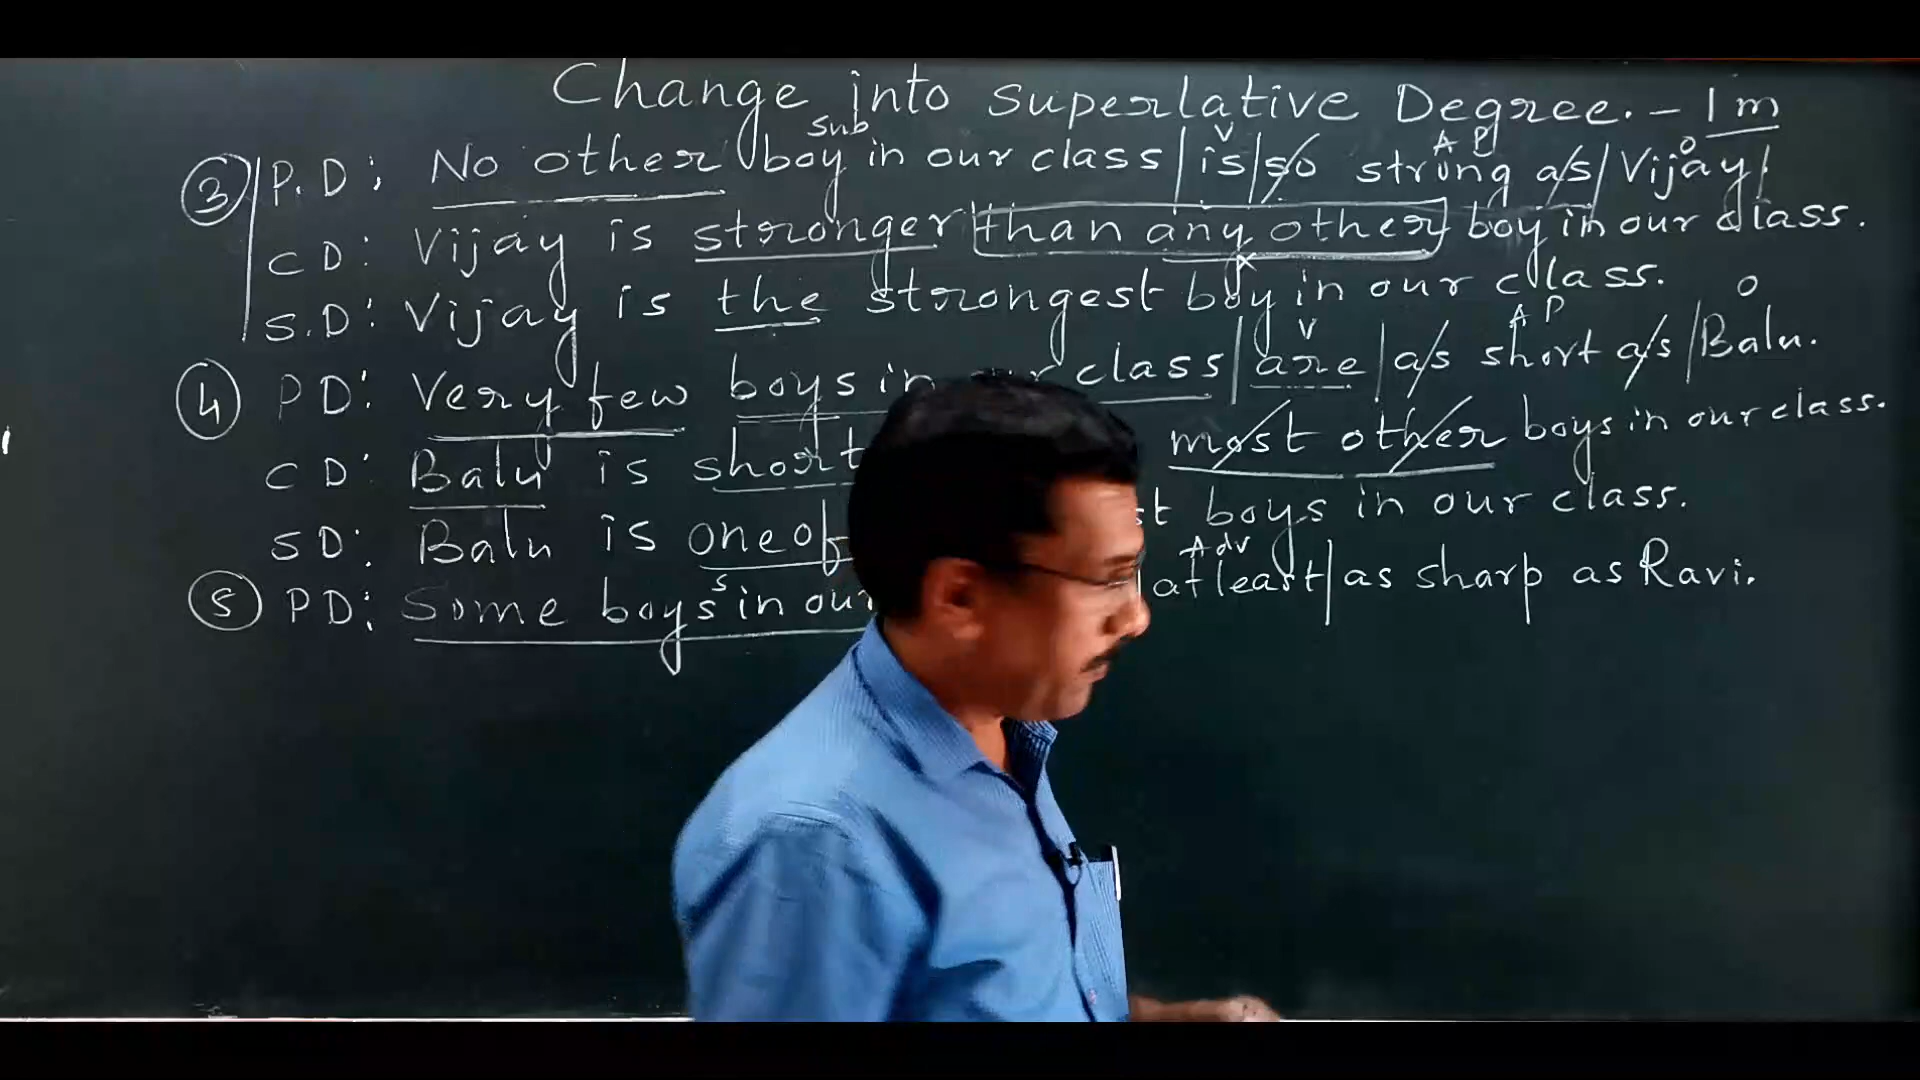 Change into Superlative Degree. - 1m
Sub V A P O
3 P.D: No other boy in our class | is | so strong as | Vijay |
CD: Vijay is stronger than any other boy in our class.
S.D: Vijay is the strongest boy in our class.
V A P O
4 PD: Very few boys in class | are | as short as | Balu.
CD: Balu is short most other boys in our class.
SD: Balu is one of st boys in our class.
S Adv
5 PD: Some boys in our at least | as sharp as Ravi.